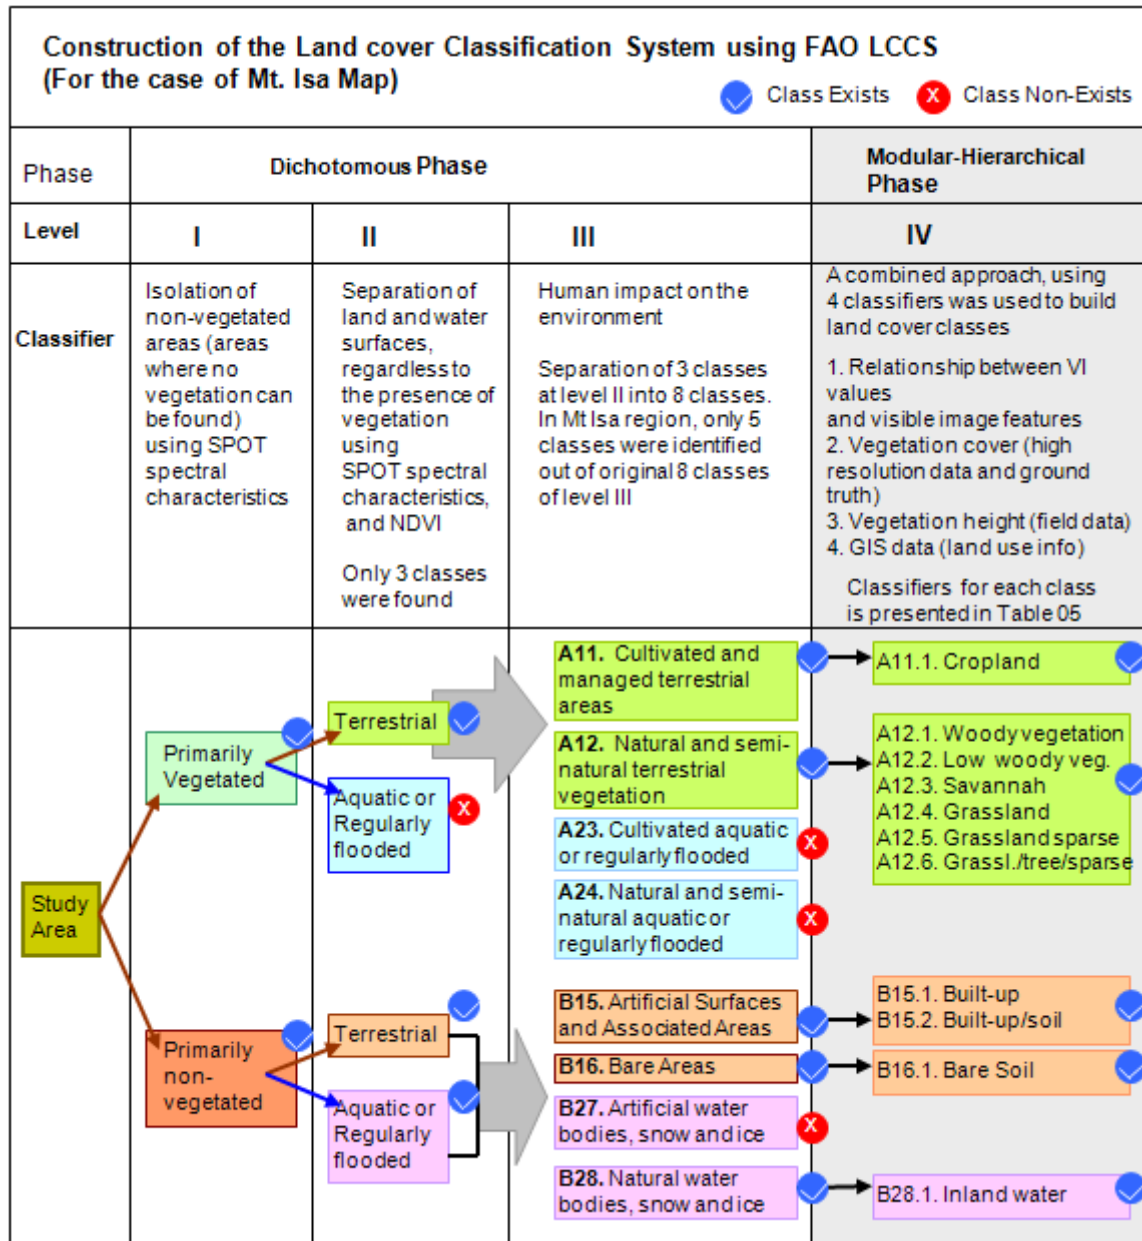 Construction of the Land cover Classification System using FAO LCCS
(For the case of Mt. Isa Map)
Class Exists
X Class Non-Exists
Phase
Dichotomous Phase
Modular-Hierarchical
Phase
Level
I
II
III
IV
Classifier
Isolation of
non-vegetated
areas (areas
where no
vegetation can
be found)
using SPOT
spectral
characteristics
Separation of
land and water
surfaces,
regardless to
the presence of
vegetation
using
SPOT spectral
characteristics,
and NDVI
Only 3 classes
were found
Human impact on the
environment
Separation of 3 classes
at level II into 8 classes.
In Mt Isa region, only 5
classes were identified
out of original 8 classes
of level III
A combined approach, using
4 classifiers was used to build
land cover classes
1. Relationship between VI
values
and visible image features
2. Vegetation cover (high
resolution data and ground
truth)
3. Vegetation height (field data)
4. GIS data (land use info)
Classifiers for each class
is presented in Table 05
Study
Area
Primarily
Vegetated
Primarily
non-
vegetated
Terrestrial
Aquatic or
Regularly
flooded
X
Terrestrial
Aquatic or
Regularly
flooded
A11. Cultivated and
managed terrestrial
areas
A12. Natural and semi-
natural terrestrial
vegetation
A23. Cultivated aquatic
or regularly flooded
X
A24. Natural and semi-
natural aquatic or
regularly flooded
X
B15. Artificial Surfaces
and Associated Areas
B16. Bare Areas
B27. Artificial water
bodies, snow and ice
X
B28. Natural water
bodies, snow and ice
A11.1. Cropland
A12.1. Woody vegetation
A12.2. Low woody veg.
A12.3. Savannah
A12.4. Grassland
A12.5. Grassland sparse
A12.6. Grassl./tree/sparse
B15.1. Built-up
B15.2. Built-up/soil
B16.1. Bare Soil
B28.1. Inland water